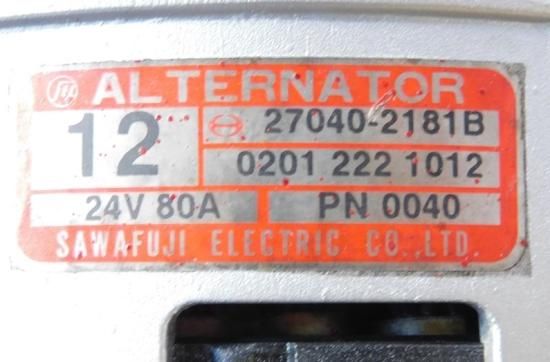 ALTERNATOR
12
27040-2181B
0201 222 1012
24V 80A PN 0040
SAWAFUJI ELECTRIC CO.,LTD.